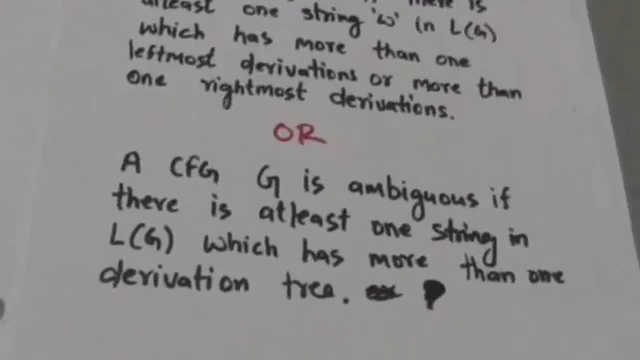 atleast one string 'w' in L(G)
which has more than one
leftmost derivations or more than
one rightmost derivations.
OR
A CFG G is ambiguous if
there is atleast one string in
L(G) which has more than one
derivation tree.